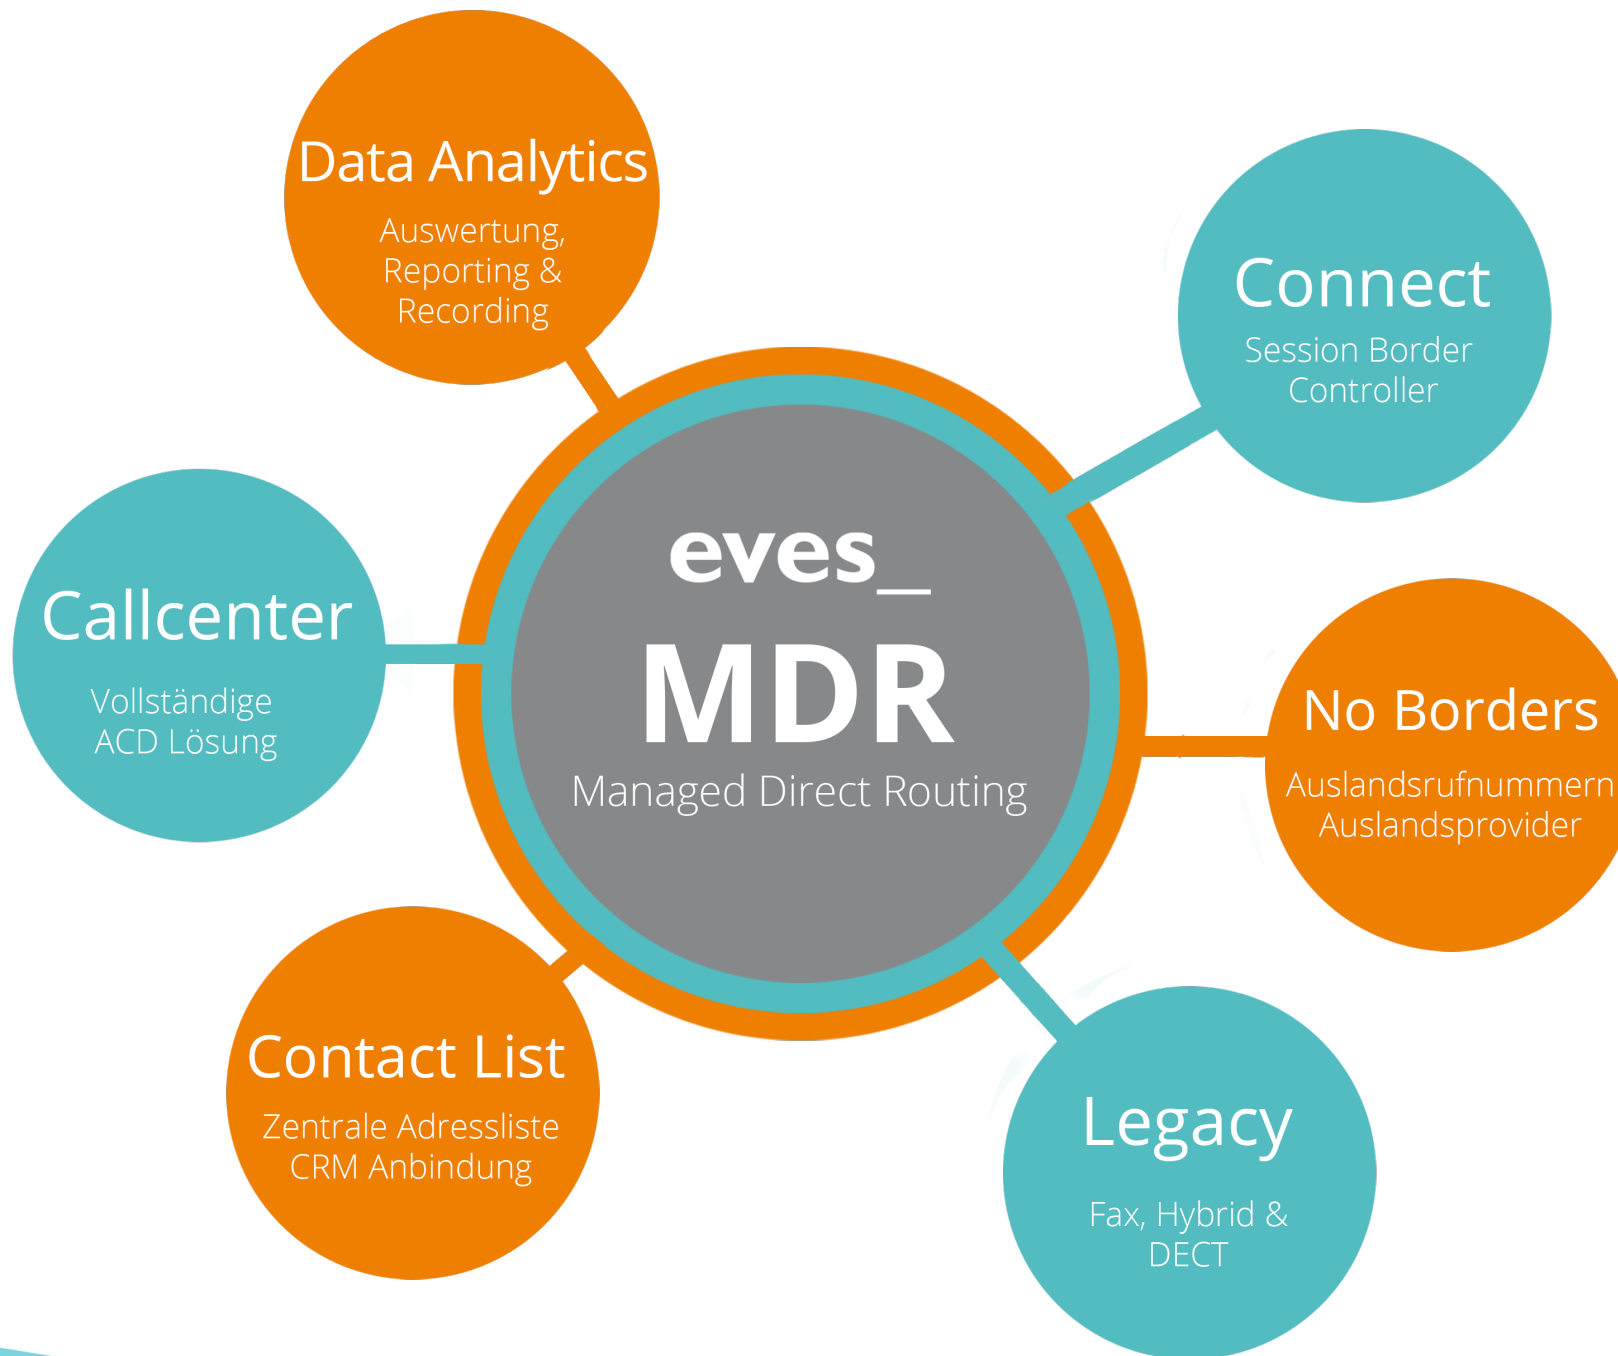 Data Analytics
Auswertung,
Reporting &
Recording
Connect
Session Border
Controller
Callcenter
Vollständige
ACD Lösung
eves_
MDR
Managed Direct Routing
No Borders
Auslandsrufnummern
Auslandsprovider
Contact List
Zentrale Adressliste
CRM Anbindung
Legacy
Fax, Hybrid &
DECT